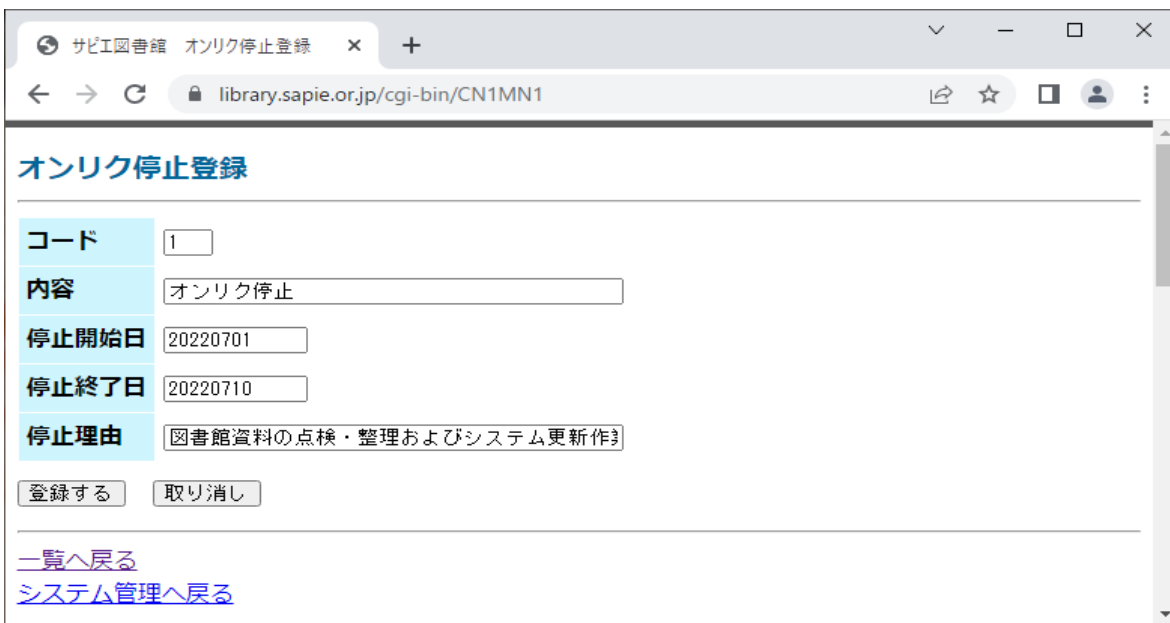 サピエ図書館 オンリク停止登録
library.sapie.or.jp/cgi-bin/CN1MN1
オンリク停止登録
コード 1
内容 オンリク停止
停止開始日 20220701
停止終了日 20220710
停止理由 図書館資料の点検・整理およびシステム更新作
登録する 取り消し
一覧へ戻る
システム管理へ戻る